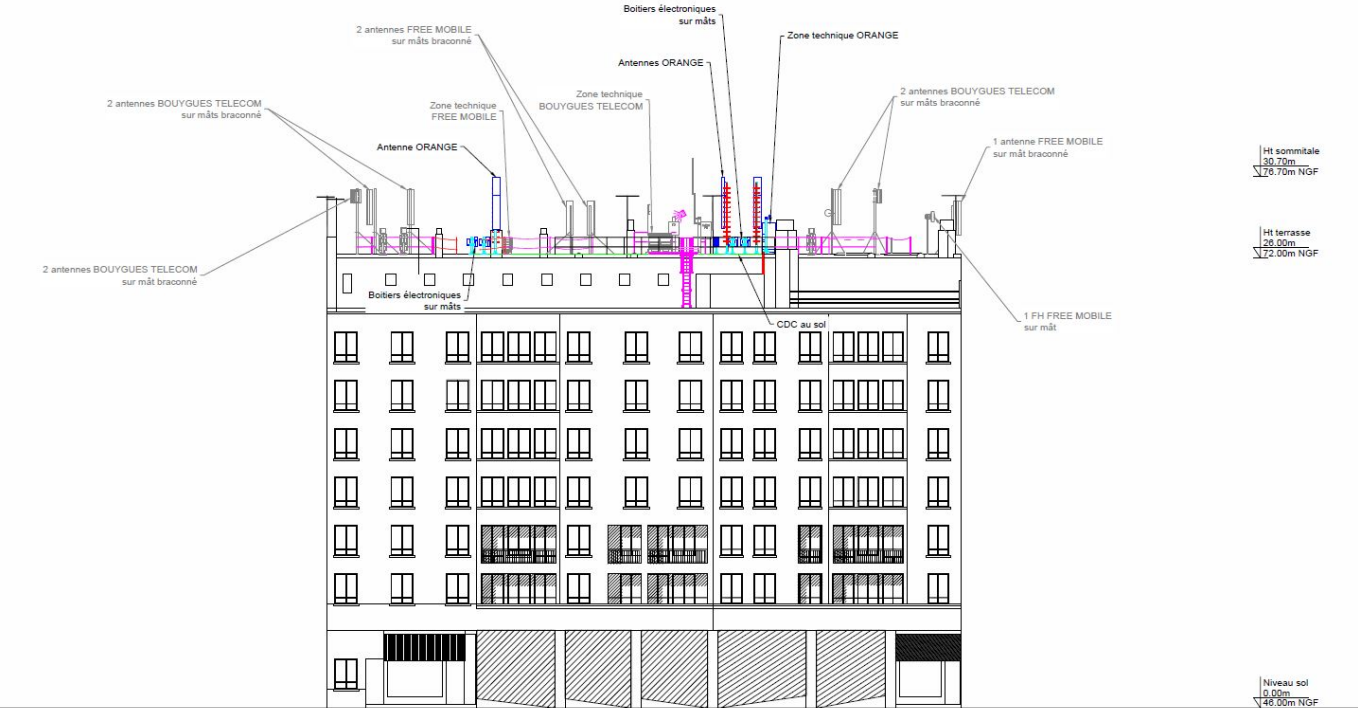 Boitiers électroniques
sur mâts
2 antennes FREE MOBILE
sur mâts braconné
Zone technique ORANGE
Antennes ORANGE
2 antennes BOUYGUES TELECOM
sur mâts braconné
Zone technique
FREE MOBILE
Zone technique
BOUYGUES TELECOM
2 antennes BOUYGUES TELECOM
sur mâts braconné
Antenne ORANGE
1 antenne FREE MOBILE
sur mât braconné
Ht sommitale
30.70m
76.70m NGF
Ht terrasse
26.00m
72.00m NGF
2 antennes BOUYGUES TELECOM
sur mât braconné
Boitiers électroniques
sur mâts
CDC au sol
1 FH FREE MOBILE
sur mât
Niveau sol
0.00m
46.00m NGF